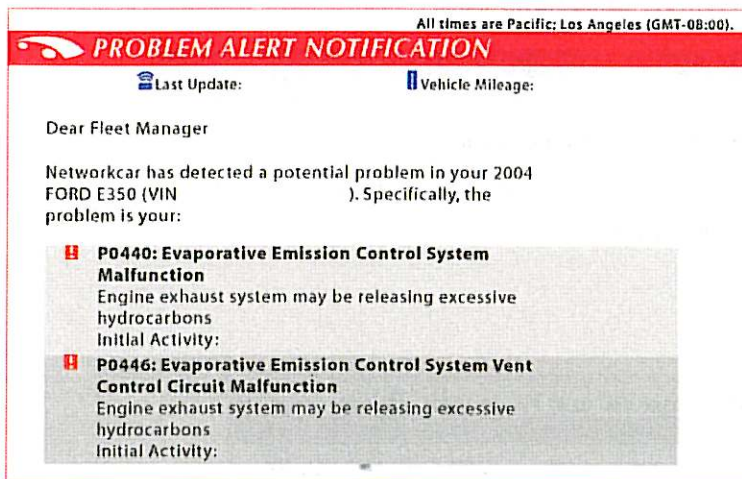 All times are Pacific; Los Angeles (GMT-08:00).
PROBLEM ALERT NOTIFICATION
Last Update: Vehicle Mileage:
Dear Fleet Manager
Networkcar has detected a potential problem in your 2004
FORD E350 (VIN ). Specifically, the
problem is your:
P0440: Evaporative Emission Control System
Malfunction
Engine exhaust system may be releasing excessive
hydrocarbons
Initial Activity:
P0446: Evaporative Emission Control System Vent
Control Circuit Malfunction
Engine exhaust system may be releasing excessive
hydrocarbons
Initial Activity: